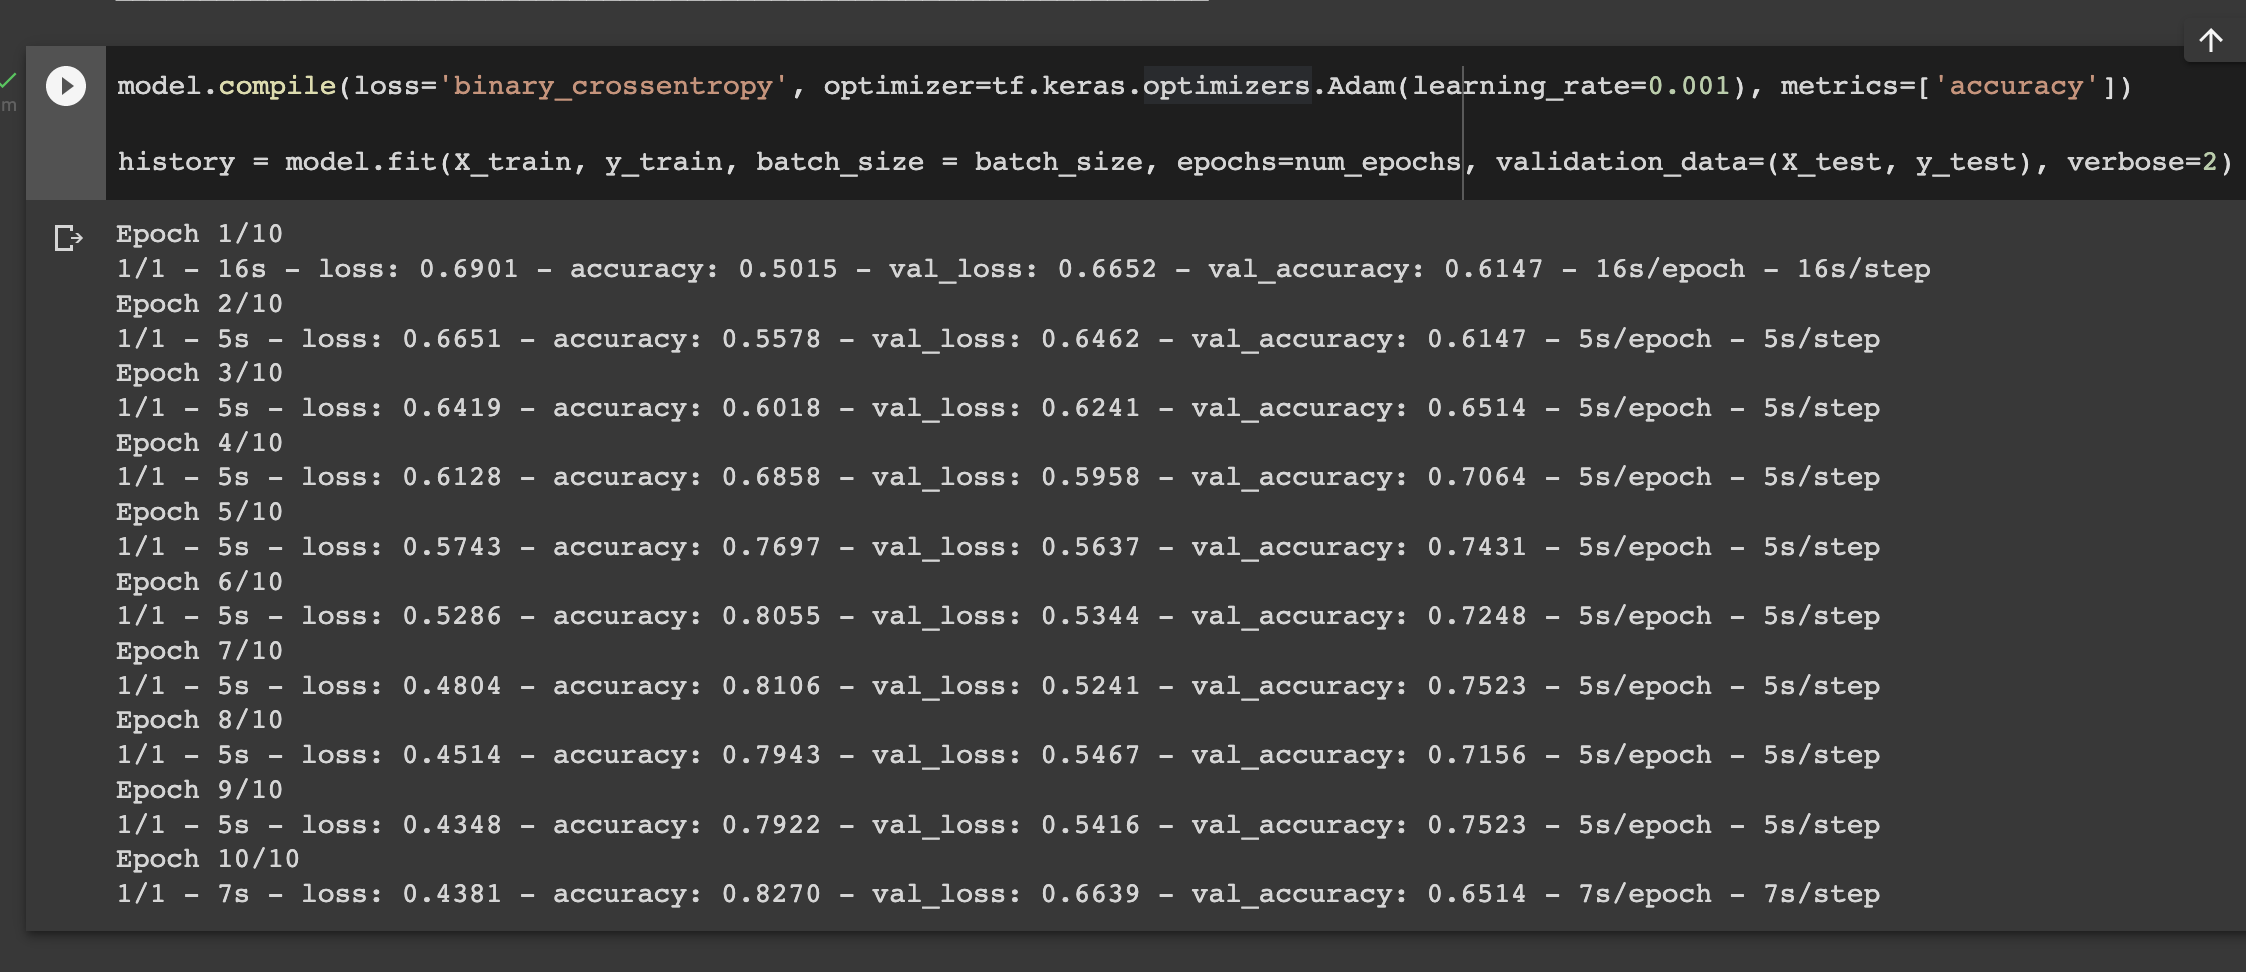 model.compile(loss='binary_crossentropy', optimizer=tf.keras.optimizers.Adam(learning_rate=0.001), metrics=['accuracy'])
history = model.fit(X_train, y_train, batch_size = batch_size, epochs=num_epochs, validation_data=(X_test, y_test), verbose=2)
m
Epoch 1/10
1/1 - 16s - loss: 0.6901 - accuracy: 0.5015 - val_loss: 0.6652 - val_accuracy: 0.6147 - 16s/epoch - 16s/step
Epoch 2/10
1/1 - 5s - loss: 0.6651 - accuracy: 0.5578 - val_loss: 0.6462 - val_accuracy: 0.6147 - 5s/epoch - 5s/step
Epoch 3/10
1/1 - 5s - loss: 0.6419 - accuracy: 0.6018 - val_loss: 0.6241 - val_accuracy: 0.6514 - 5s/epoch - 5s/step
Epoch 4/10
1/1 - 5s - loss: 0.6128 - accuracy: 0.6858 - val_loss: 0.5958 - val_accuracy: 0.7064 - 5s/epoch - 5s/step
Epoch 5/10
1/1 - 5s - loss: 0.5743 - accuracy: 0.7697 - val_loss: 0.5637 - val_accuracy: 0.7431 - 5s/epoch - 5s/step
Epoch 6/10
1/1 - 5s - loss: 0.5286 - accuracy: 0.8055 - val_loss: 0.5344 - val_accuracy: 0.7248 - 5s/epoch - 5s/step
Epoch 7/10
1/1 - 5s - loss: 0.4804 - accuracy: 0.8106 - val_loss: 0.5241 - val_accuracy: 0.7523 - 5s/epoch - 5s/step
Epoch 8/10
1/1 - 5s - loss: 0.4514 - accuracy: 0.7943 - val_loss: 0.5467 - val_accuracy: 0.7156 - 5s/epoch - 5s/step
Epoch 9/10
1/1 - 5s - loss: 0.4348 - accuracy: 0.7922 - val_loss: 0.5416 - val_accuracy: 0.7523 - 5s/epoch - 5s/step
Epoch 10/10
1/1 - 7s - loss: 0.4381 - accuracy: 0.8270 - val_loss: 0.6639 - val_accuracy: 0.6514 - 7s/epoch - 7s/step